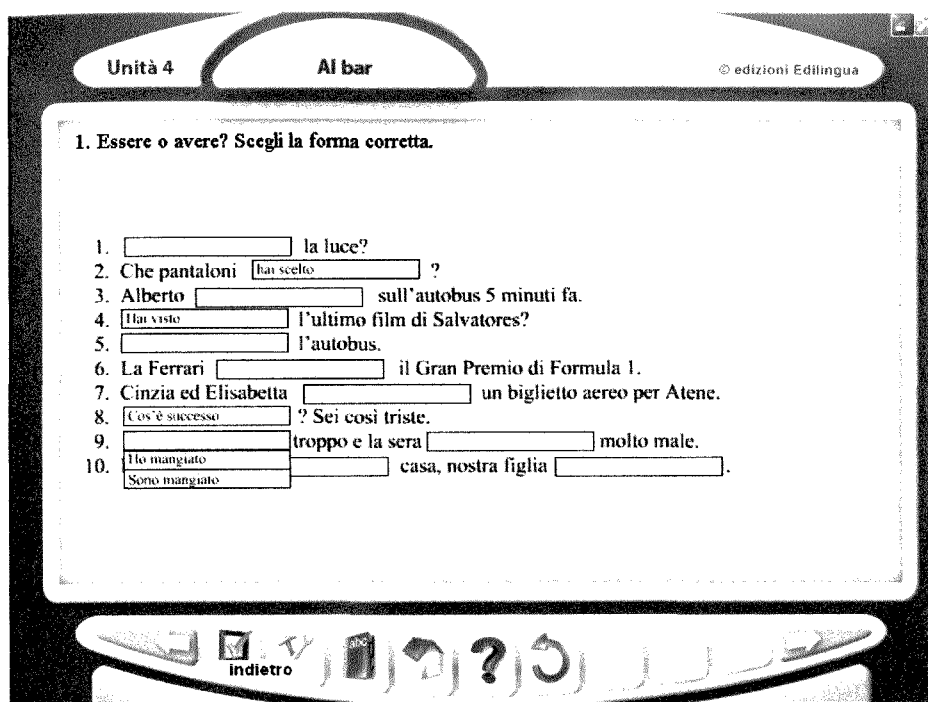 Unità 4
Al bar
© edizioni Edilingua
1. Essere o avere? Scegli la forma corretta.
1. la luce?
2. Che pantaloni hai scelto ?
3. Alberto sull'autobus 5 minuti fa.
4. Hai visto l'ultimo film di Salvatores?
5. l'autobus.
6. La Ferrari il Gran Premio di Formula 1.
7. Cinzia ed Elisabetta un biglietto aereo per Atene.
8. Cos'è successo ? Sei così triste.
9. troppo e la sera molto male.
Ho mangiato
Sono mangiato
10. casa, nostra figlia .
indietro